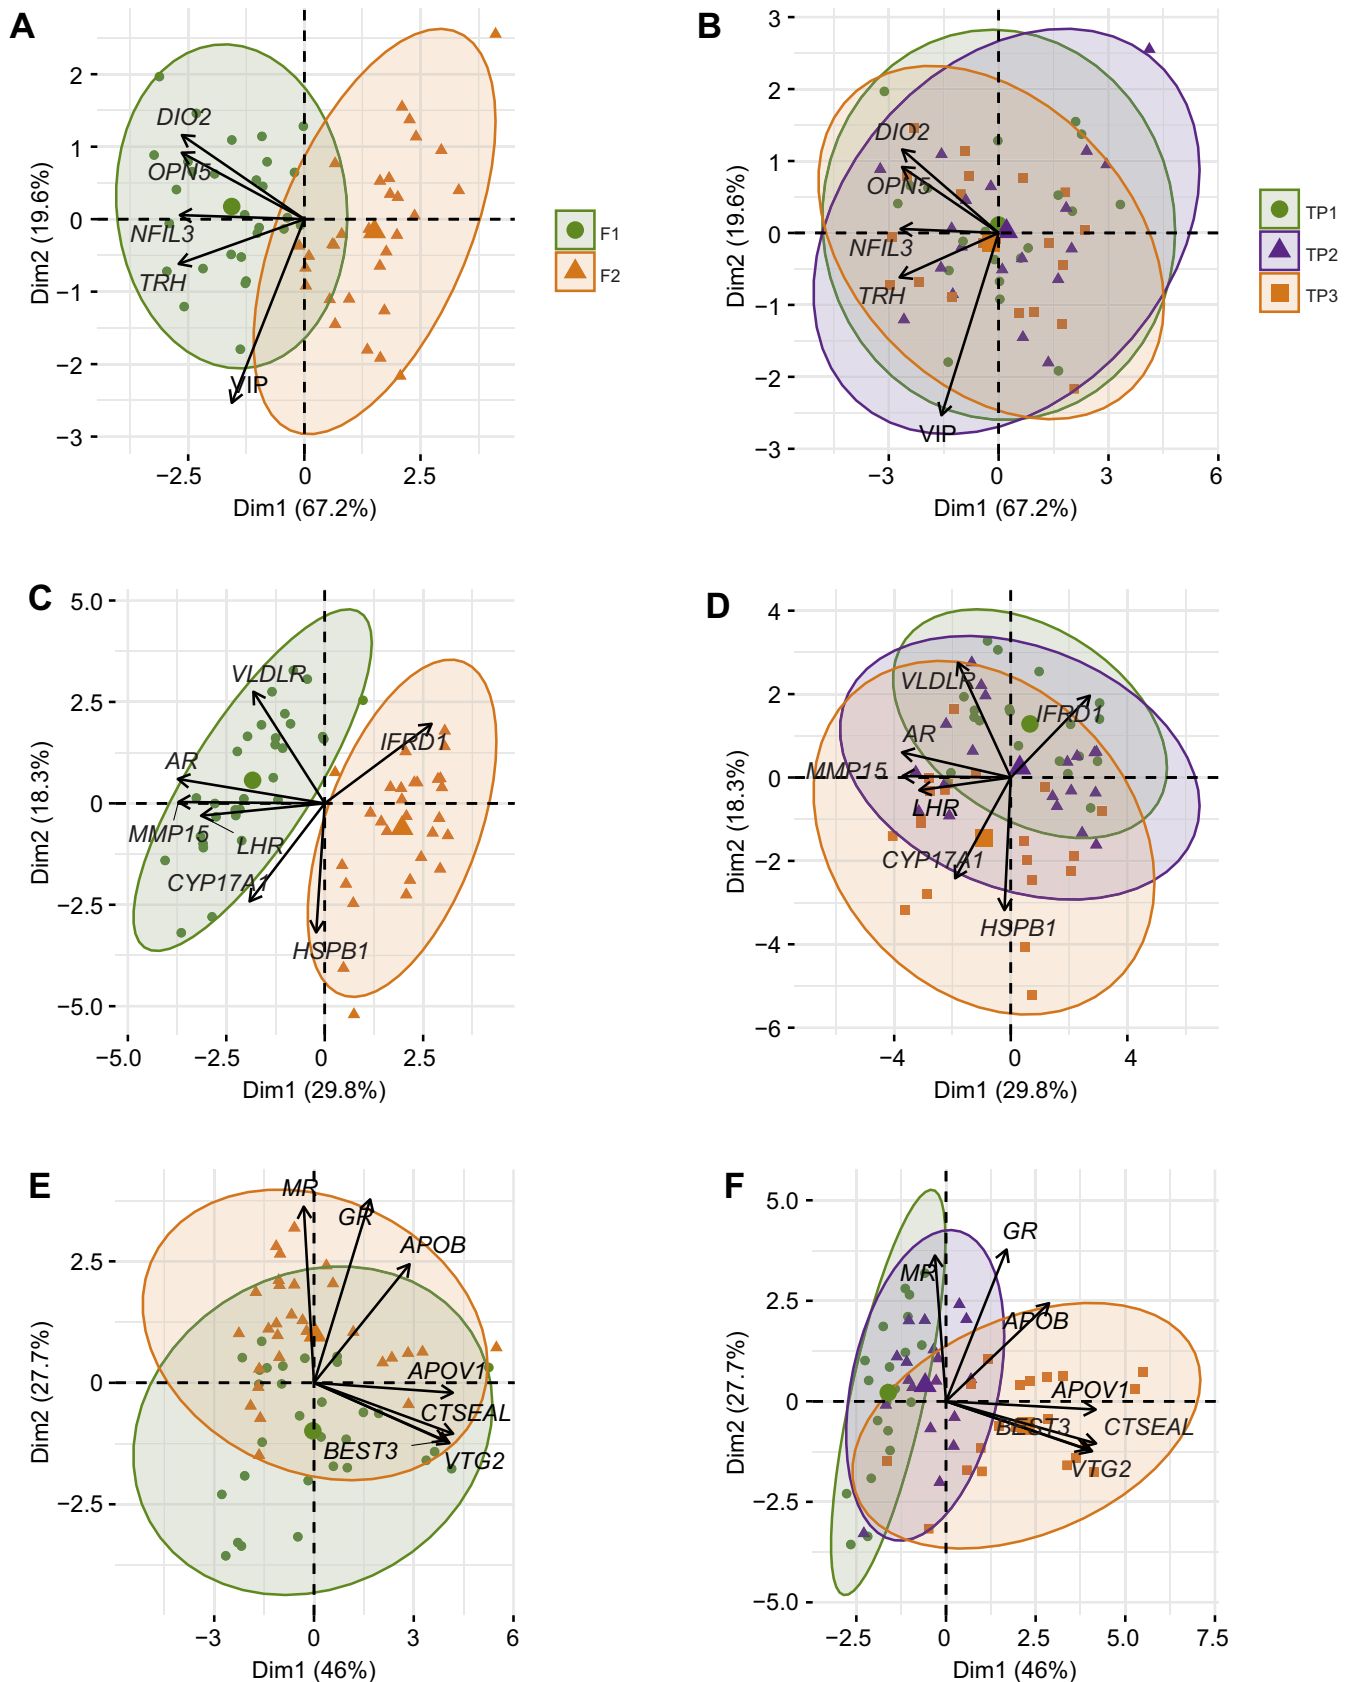 A
2
1
0
−1
−2
−3
Dim2 (19.6%)
DIO2
OPN5
NFIL3
TRH
VIP
−2.5
0
2.5
Dim1 (67.2%)
F1
F2
B
3
2
1
0
−1
−2
−3
Dim2 (19.6%)
DIO2
OPN5
NFIL3
TRH
VIP
−3
0
3
6
Dim1 (67.2%)
TP1
TP2
TP3
C
5.0
2.5
0
−2.5
−5.0
Dim2 (18.3%)
VLDLR
IFRD1
AR
MMP15
LHR
CYP17A1
HSPB1
−5.0
−2.5
0
2.5
Dim1 (29.8%)
D
4
2
0
−2
−4
−6
Dim2 (18.3%)
VLDLR
IFRD1
AR
MMP15
LHR
CYP17A1
HSPB1
−4
0
4
Dim1 (29.8%)
E
2.5
0
−2.5
Dim2 (27.7%)
MR
GR
APOB
APOV1
CTSEAL
BEST3
VTG2
−3
0
3
6
Dim1 (46%)
F
5.0
2.5
0
−2.5
−5.0
Dim2 (27.7%)
GR
MR
APOB
APOV1
BEST3
CTSEAL
VTG2
−2.5
0
2.5
5.0
7.5
Dim1 (46%)